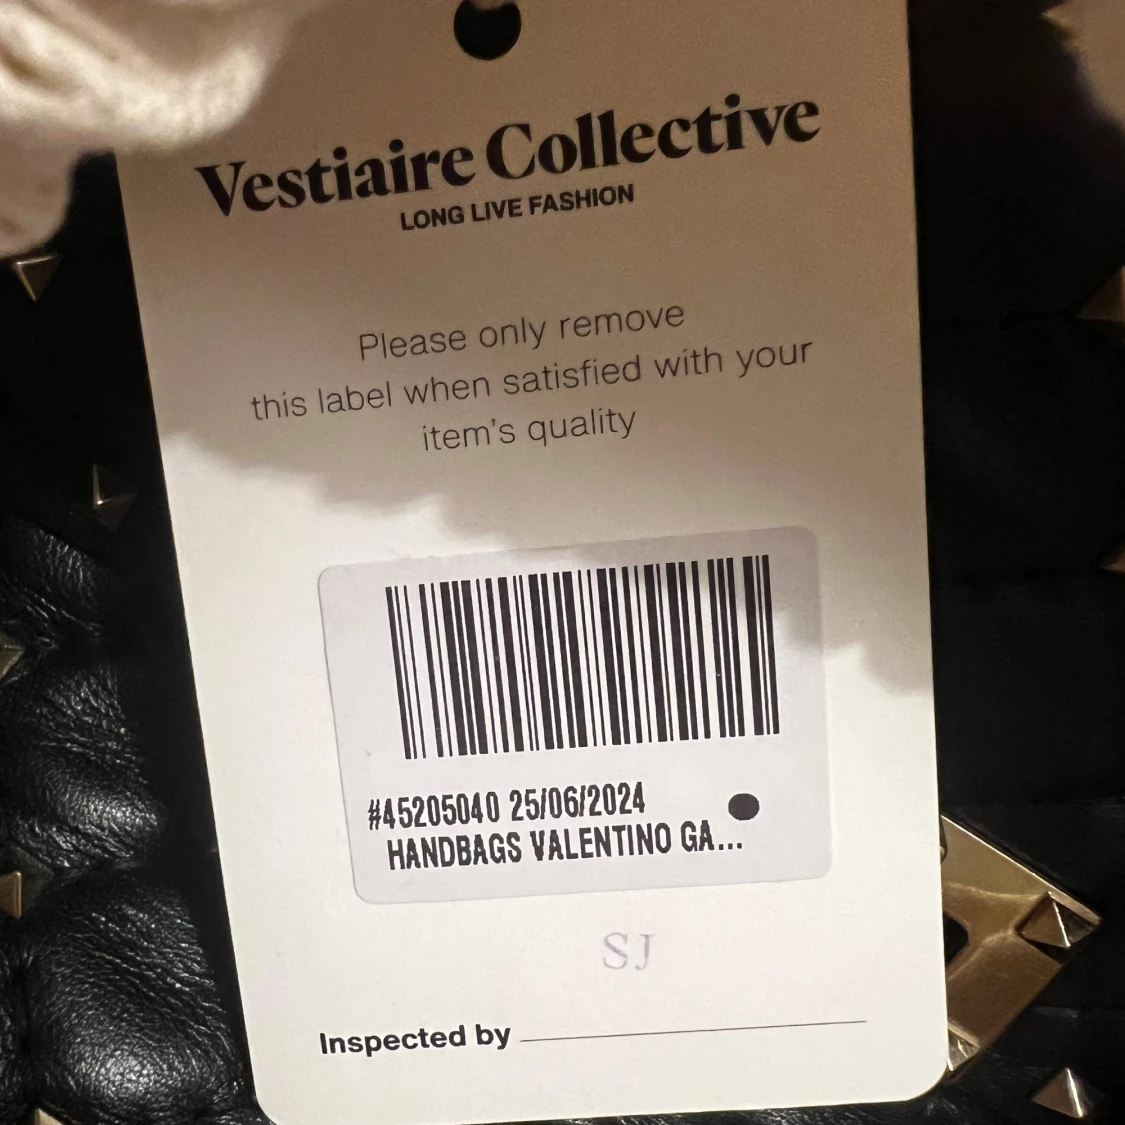 Vestiaire Collective
LONG LIVE FASHION
Please only remove
this label when satisfied with your
item's quality
#45205040 25/06/2024
HANDBAGS VALENTINO GA...
SJ
Inspected by